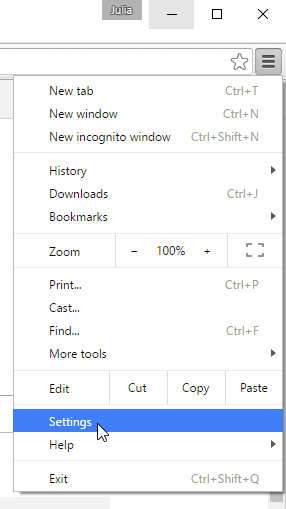 Julia
New tab Ctrl+T
New window Ctrl+N
New incognito window Ctrl+Shift+N
History
Downloads Ctrl+J
Bookmarks
Zoom − 100% +
Print... Ctrl+P
Cast...
Find... Ctrl+F
More tools
Edit Cut Copy Paste
Settings
Help
Exit Ctrl+Shift+Q